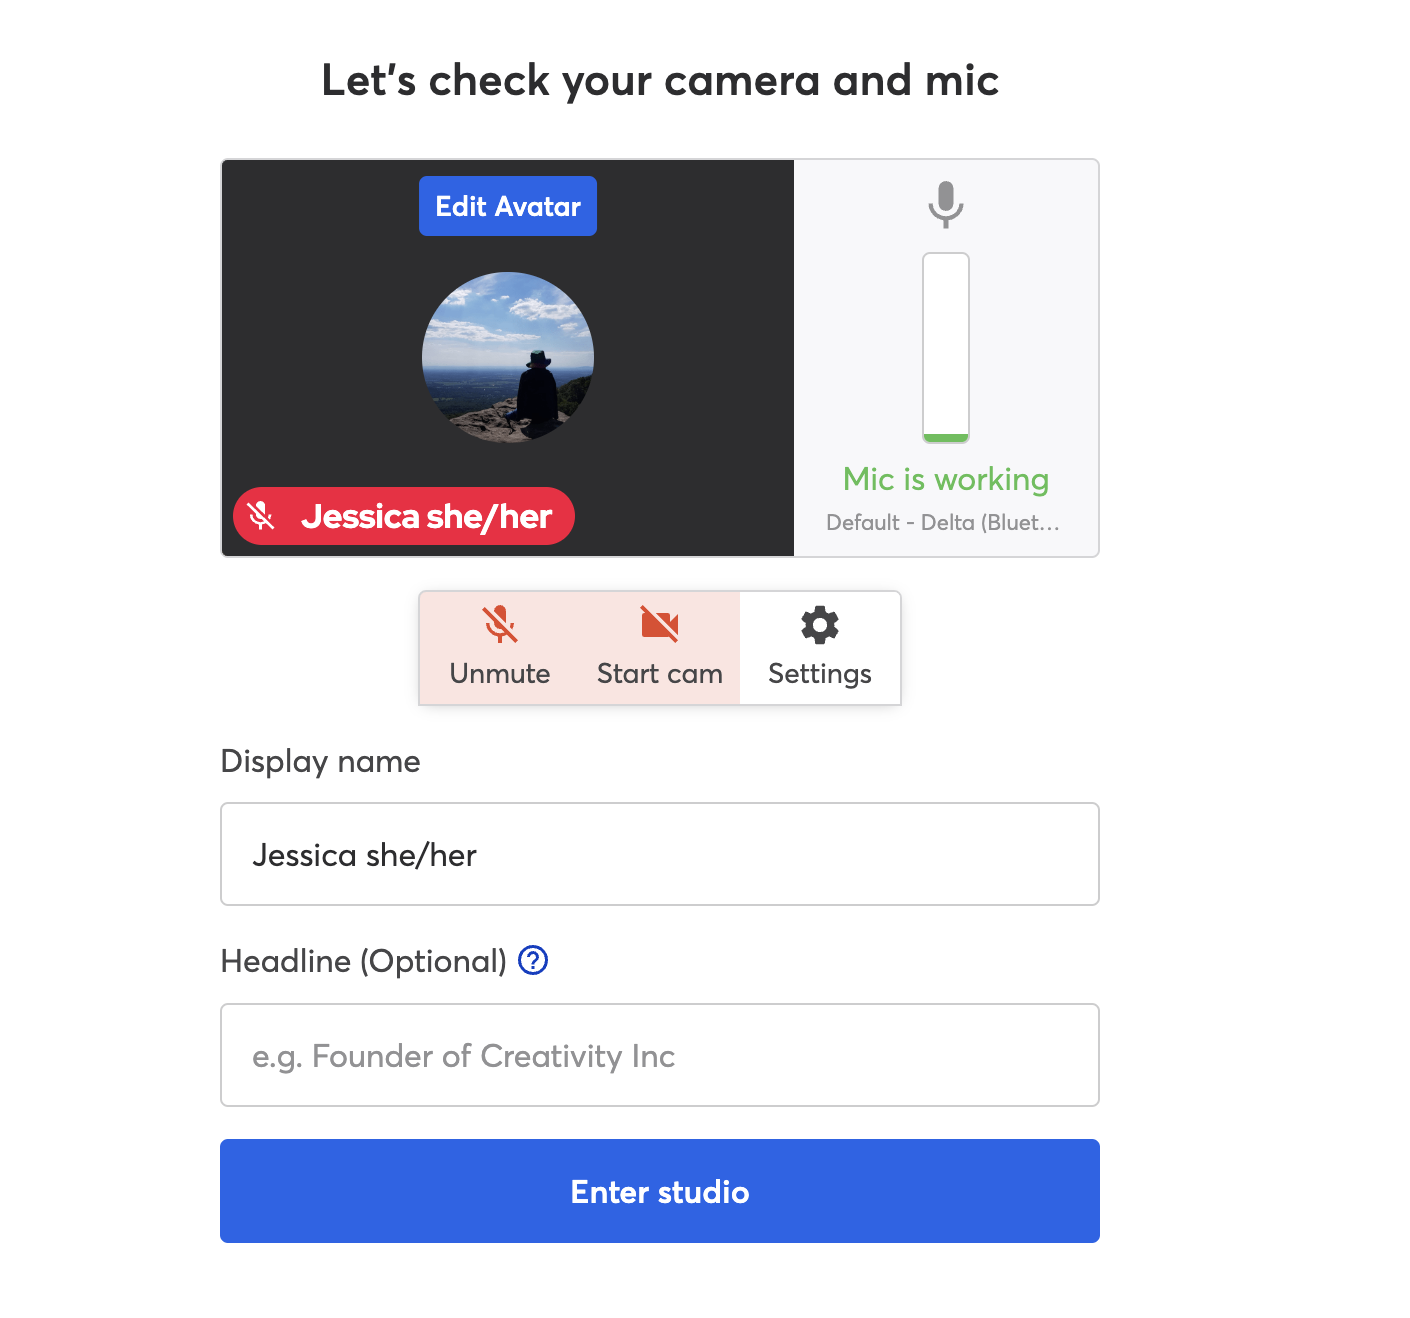 Let's check your camera and mic
Edit Avatar
Jessica she/her
Mic is working
Default - Delta (Bluet...
Unmute
Start cam
Settings
Display name
Jessica she/her
Headline (Optional)
e.g. Founder of Creativity Inc
Enter studio